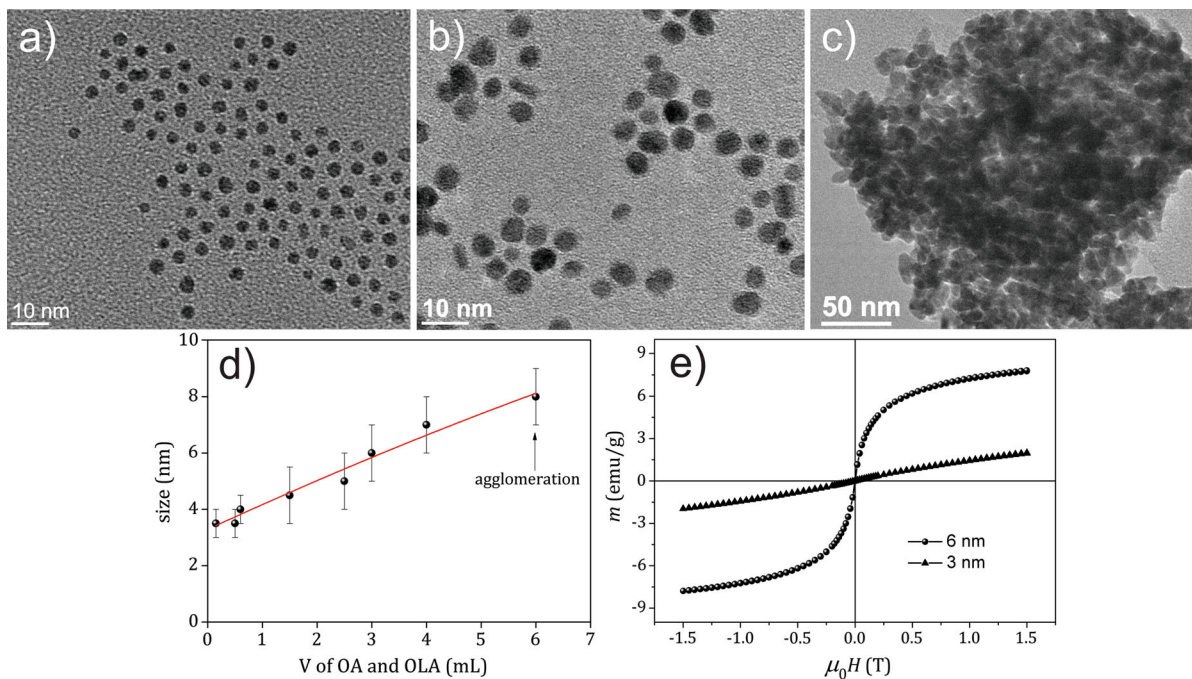 a)
b)
c)
10 nm
10 nm
50 nm
d)
10
8
6
4
2
0
size (nm)
agglomeration
0 1 2 3 4 5 6 7
V of OA and OLA (mL)
e)
9
6
3
0
-3
-6
-9
m (emu/g)
6 nm
3 nm
-1.5 -1.0 -0.5 0.0 0.5 1.0 1.5
μ₀H (T)